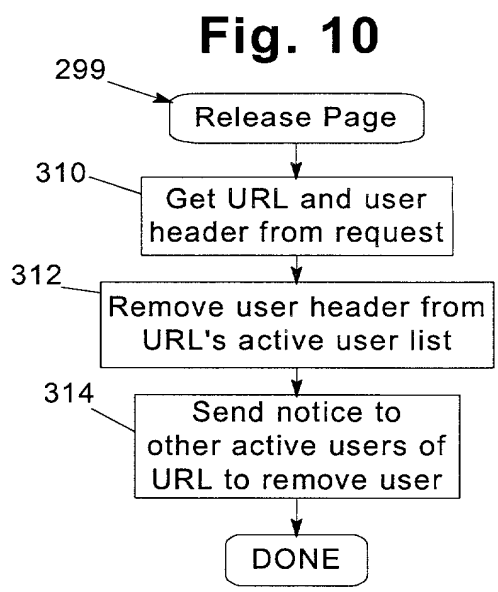 Fig. 10
299
Release Page
310
Get URL and user
header from request
312
Remove user header from
URL's active user list
314
Send notice to
other active users of
URL to remove user
DONE